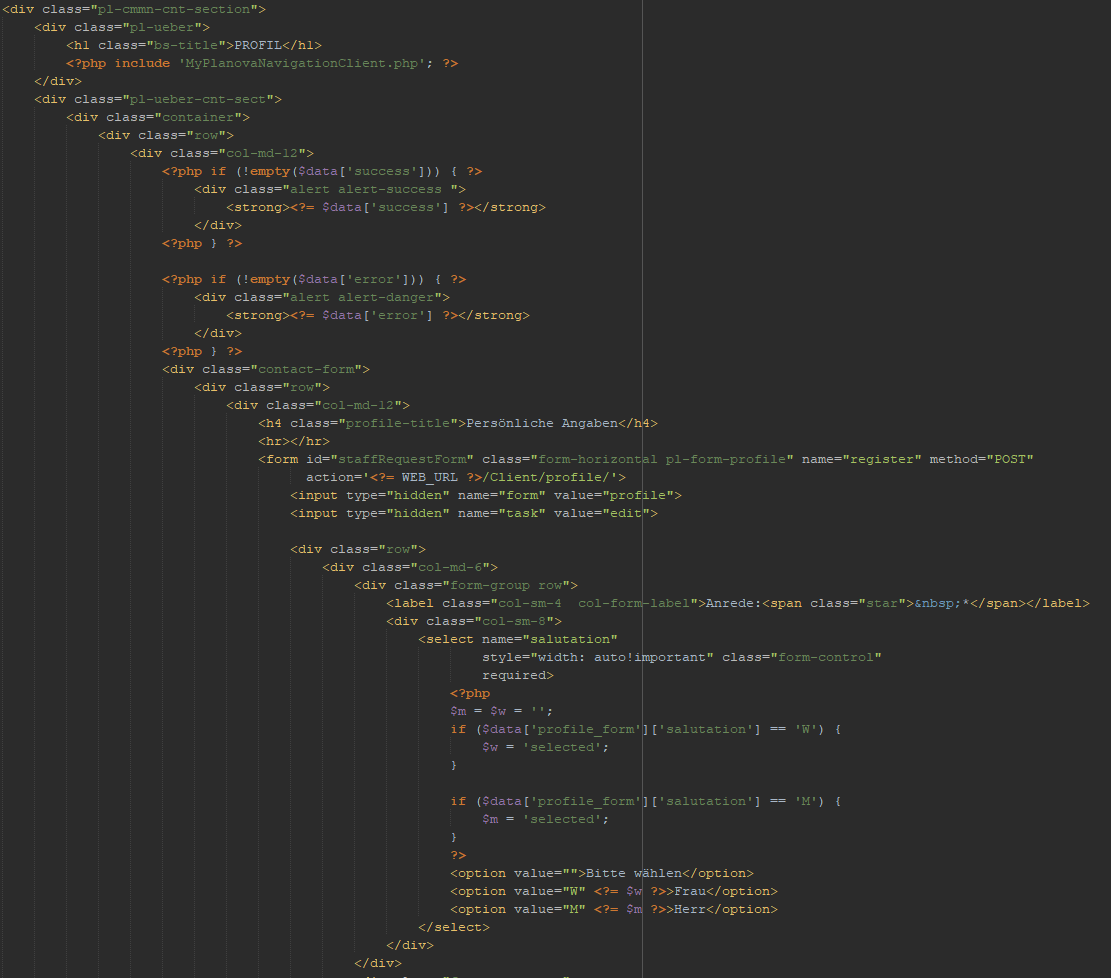 <div class="pl-cmmn-cnt-section">
<div class="pl-ueber">
<h1 class="bs-title">PROFIL</h1>
<?php include 'MyPlanovaNavigationClient.php'; ?>
</div>
<div class="pl-ueber-cnt-sect">
<div class="container">
<div class="row">
<div class="col-md-12">
<?php if (!empty($data['success'])) { ?>
<div class="alert alert-success ">
<strong><?= $data['success'] ?></strong>
</div>
<?php } ?>
<?php if (!empty($data['error'])) { ?>
<div class="alert alert-danger">
<strong><?= $data['error'] ?></strong>
</div>
<?php } ?>
<div class="contact-form">
<div class="row">
<div class="col-md-12">
<h4 class="profile-title">Persönliche Angaben</h4>
<hr></hr>
<form id="staffRequestForm" class="form-horizontal pl-form-profile" name="register" method="POST"
action='<?= WEB_URL ?>/Client/profile/'>
<input type="hidden" name="form" value="profile">
<input type="hidden" name="task" value="edit">
<div class="row">
<div class="col-md-6">
<div class="form-group row">
<label class="col-sm-4  col-form-label">Anrede:<span class="star">&nbsp;*</span></label>
<div class="col-sm-8">
<select name="salutation"
style="width: auto!important" class="form-control"
required>
<?php
$m = $w = '';
if ($data['profile_form']['salutation'] == 'W') {
$w = 'selected';
}
if ($data['profile_form']['salutation'] == 'M') {
$m = 'selected';
}
?>
<option value="">Bitte wählen</option>
<option value="W" <?= $w ?>>Frau</option>
<option value="M" <?= $m ?>>Herr</option>
</select>
</div>
</div>